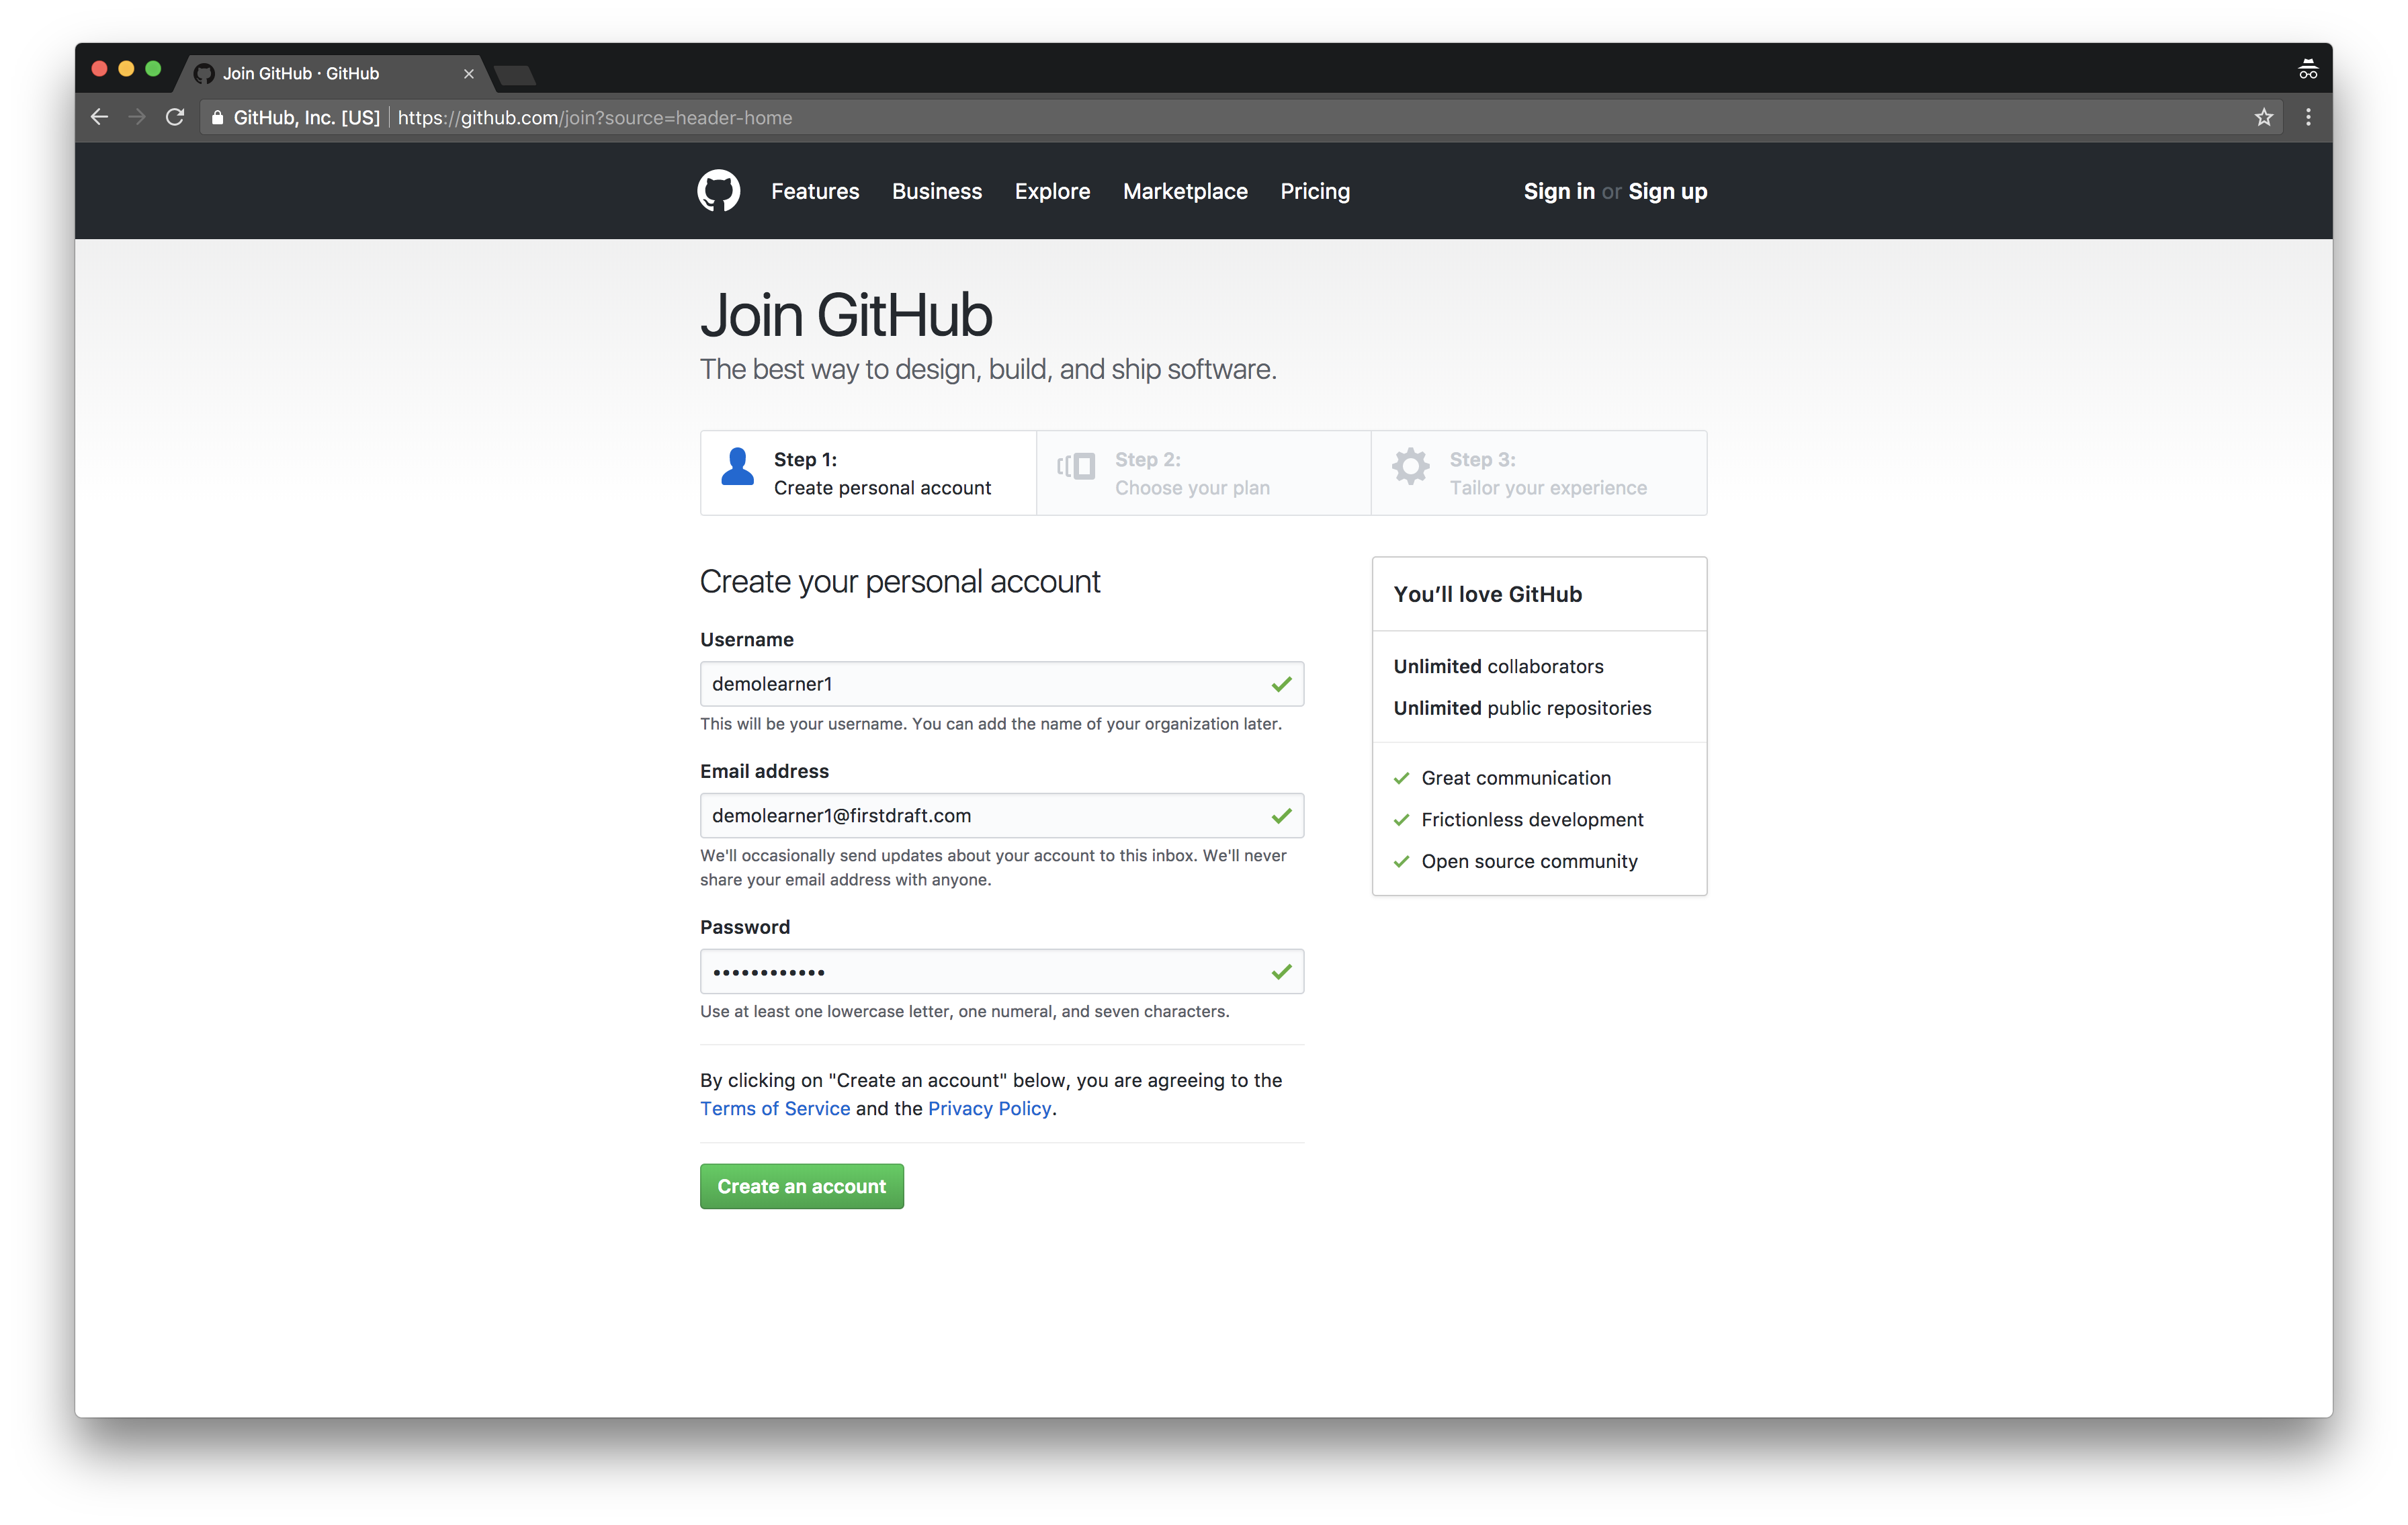 Join GitHub · GitHub
GitHub, Inc. [US] https://github.com/join?source=header-home
Features Business Explore Marketplace Pricing Sign in or Sign up
Join GitHub
The best way to design, build, and ship software.
Step 1:
Create personal account
Step 2:
Choose your plan
Step 3:
Tailor your experience
Create your personal account
Username
demolearner1
This will be your username. You can add the name of your organization later.
Email address
demolearner1@firstdraft.com
We'll occasionally send updates about your account to this inbox. We'll never
share your email address with anyone.
Password
••••••••••••
Use at least one lowercase letter, one numeral, and seven characters.
By clicking on "Create an account" below, you are agreeing to the
Terms of Service and the Privacy Policy.
Create an account
You’ll love GitHub
Unlimited collaborators
Unlimited public repositories
Great communication
Frictionless development
Open source community